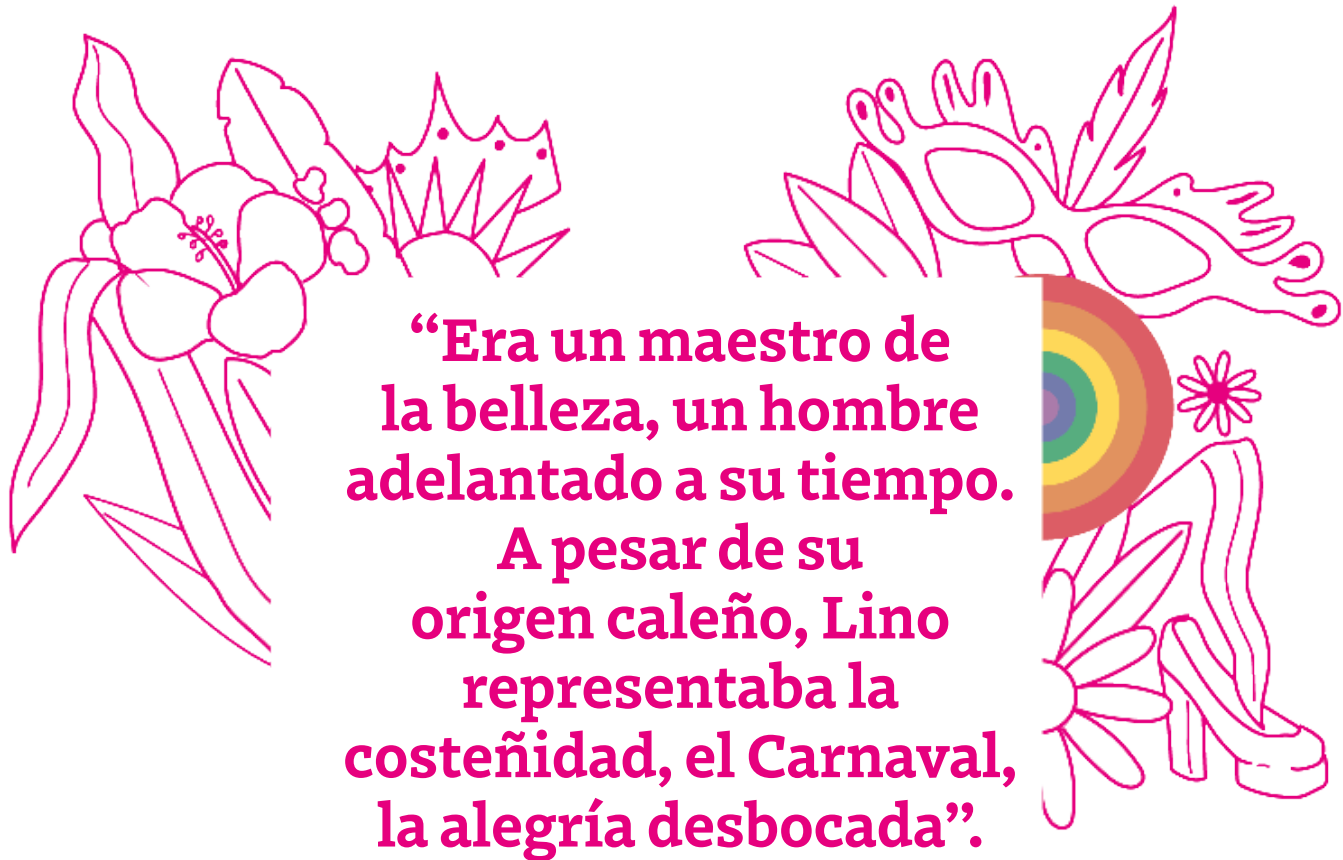 “Era un maestro de
la belleza, un hombre
adelantado a su tiempo.
A pesar de su
origen caleño, Lino
representaba la
costeñidad, el Carnaval,
la alegría desbocada”.